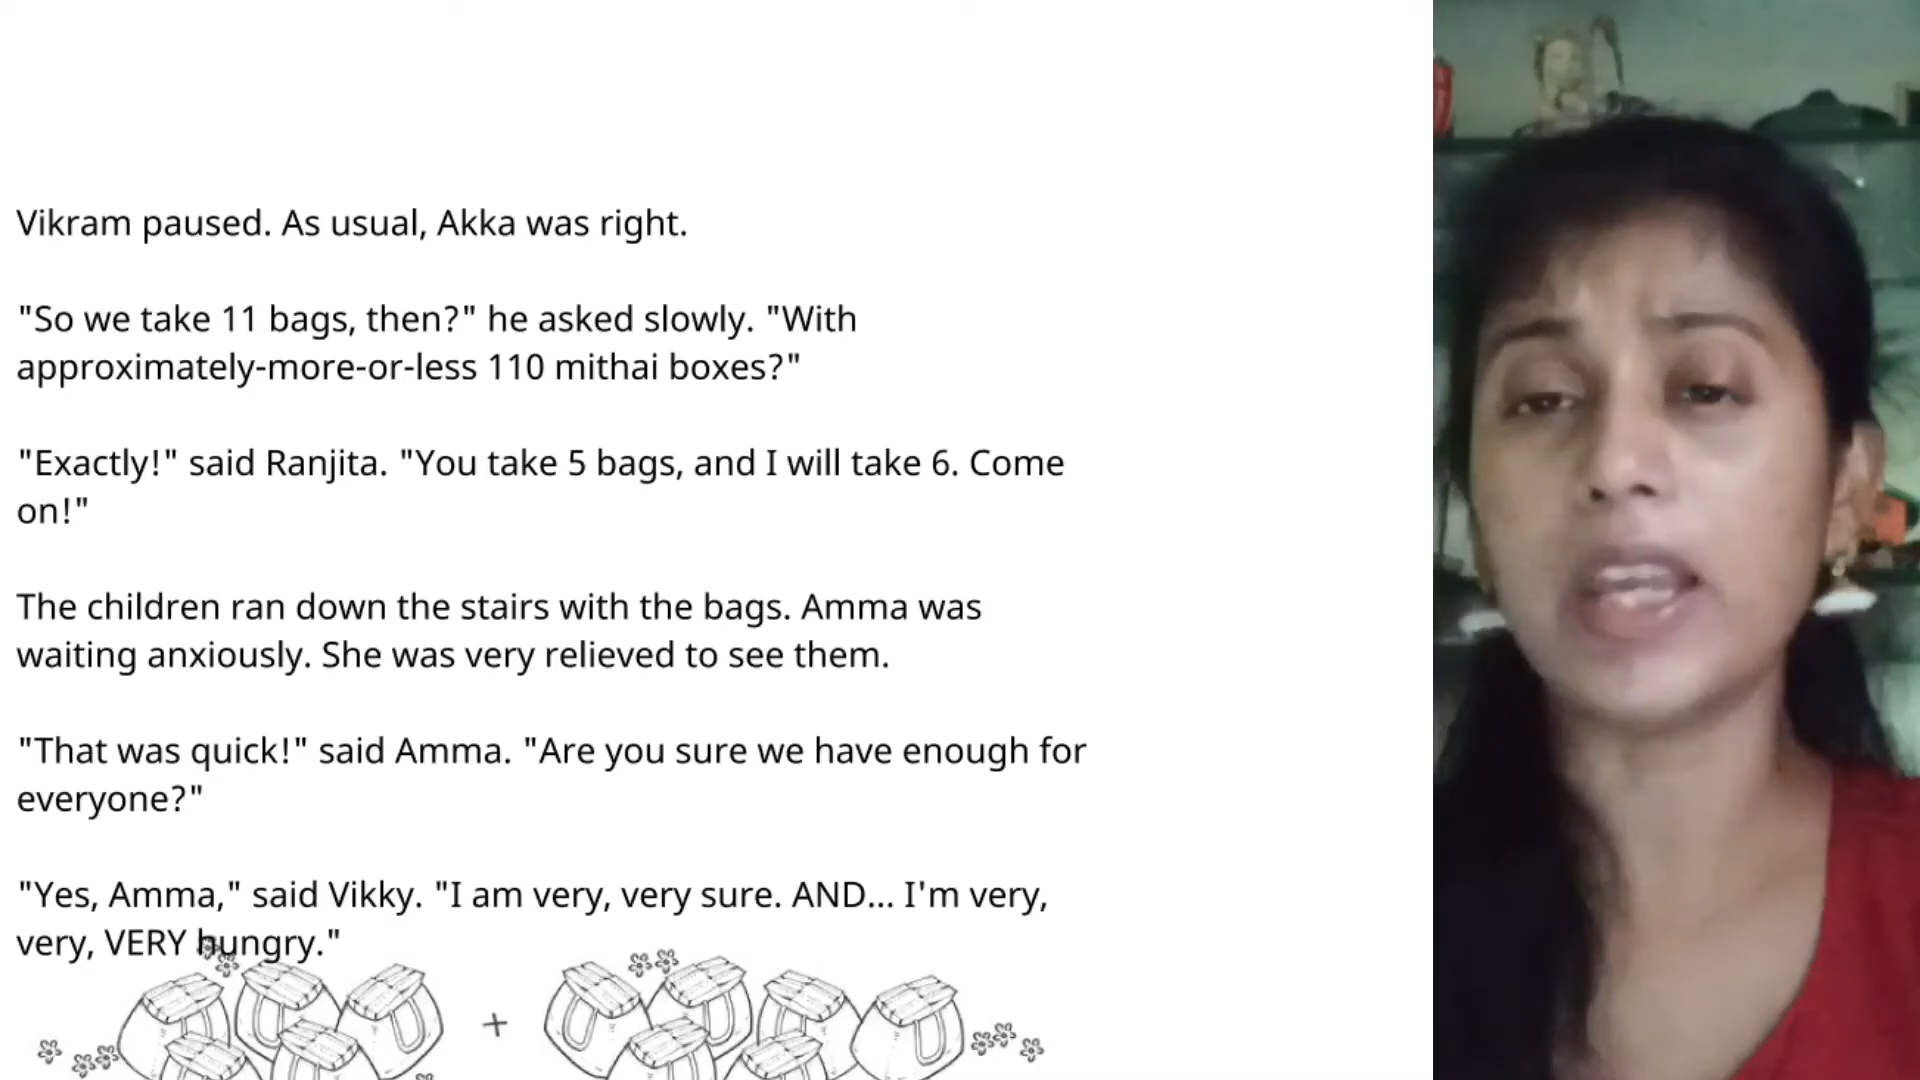 Vikram paused. As usual, Akka was right.
"So we take 11 bags, then?" he asked slowly. "With
approximately-more-or-less 110 mithai boxes?"
"Exactly!" said Ranjita. "You take 5 bags, and I will take 6. Come
on!"
The children ran down the stairs with the bags. Amma was
waiting anxiously. She was very relieved to see them.
"That was quick!" said Amma. "Are you sure we have enough for
everyone?"
"Yes, Amma," said Vikky. "I am very, very sure. AND... I'm very,
very, VERY hungry."
+